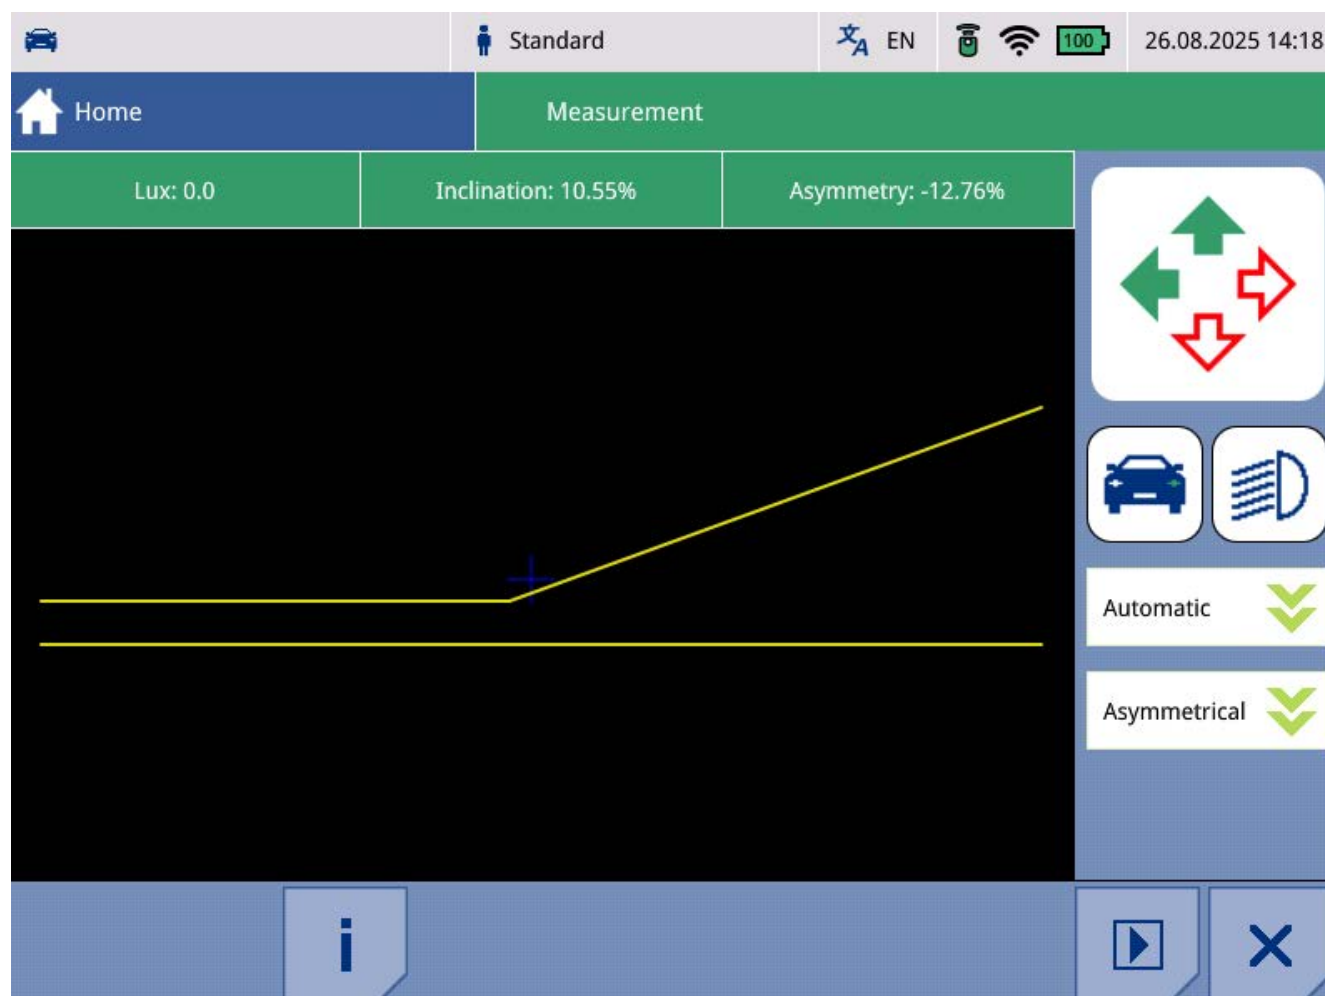 Standard
EN
100
26.08.2025 14:18
Home
Measurement
Lux: 0.0
Inclination: 10.55%
Asymmetry: -12.76%
Automatic
Asymmetrical
i